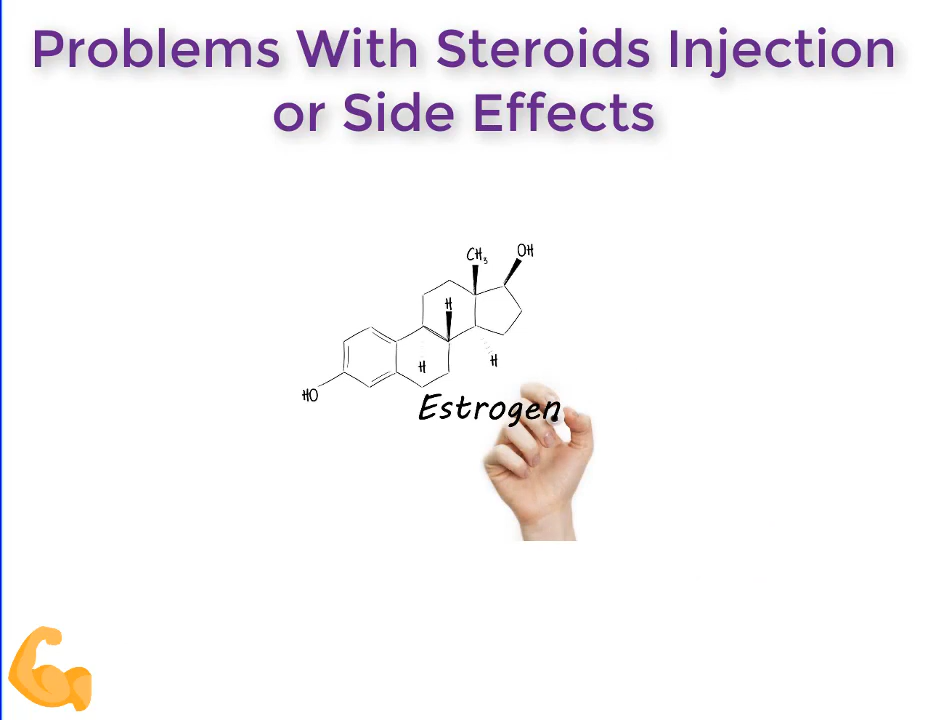 Problems With Steroids Injection
or Side Effects
CH₃
OH
H
H
H
HO
Estrogen